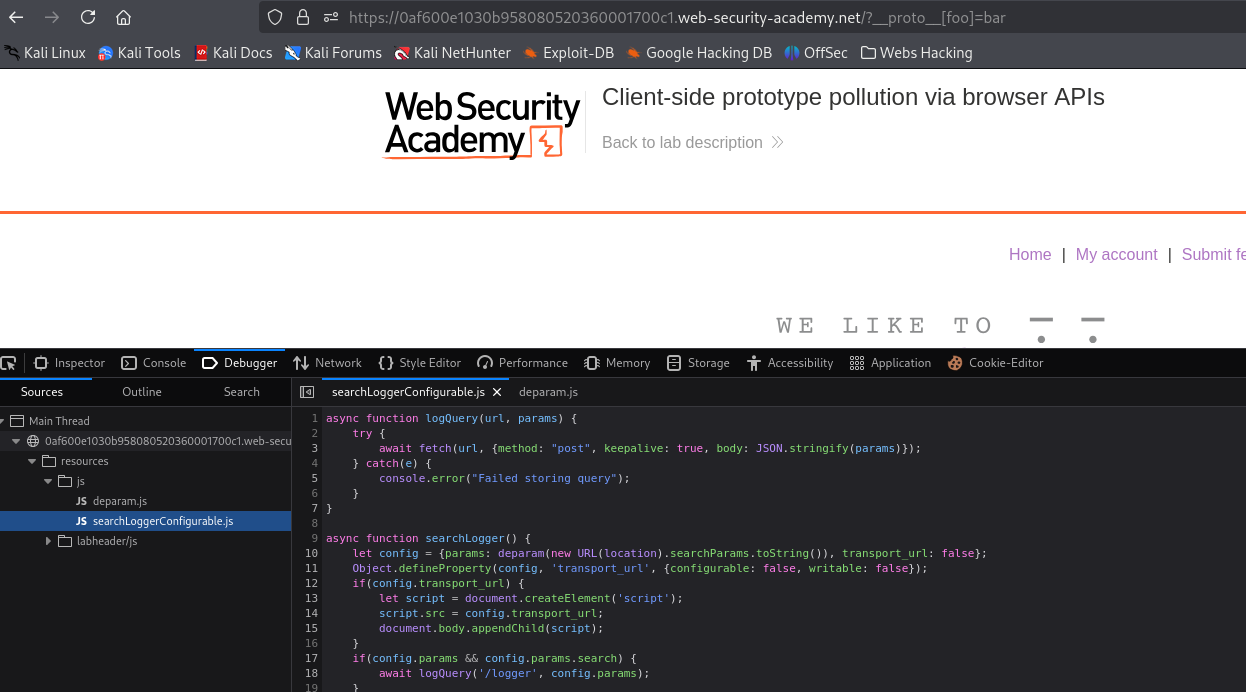 https://0af600e1030b958080520360001700c1.web-security-academy.net/?__proto__[foo]=bar
Kali Linux Kali Tools Kali Docs Kali Forums Kali NetHunter Exploit-DB Google Hacking DB OffSec Webs Hacking
Web Security
Academy
Client-side prototype pollution via browser APIs
Back to lab description
Home | My account | Submit fe
WE LIKE TO
Inspector Console Debugger Network Style Editor Performance Memory Storage Accessibility Application Cookie-Editor
Sources Outline Search searchLoggerConfigurable.js deparam.js
Main Thread
0af600e1030b958080520360001700c1.web-secu
resources
js
JS deparam.js
JS searchLoggerConfigurable.js
labheader/js
1 async function logQuery(url, params) {
2     try {
3         await fetch(url, {method: "post", keepalive: true, body: JSON.stringify(params)});
4     } catch(e) {
5         console.error("Failed storing query");
6     }
7 }
8
9 async function searchLogger() {
10     let config = {params: deparam(new URL(location).searchParams.toString()), transport_url: false};
11     Object.defineProperty(config, 'transport_url', {configurable: false, writable: false});
12     if(config.transport_url) {
13         let script = document.createElement('script');
14         script.src = config.transport_url;
15         document.body.appendChild(script);
16     }
17     if(config.params && config.params.search) {
18         await logQuery('/logger', config.params);
19     }